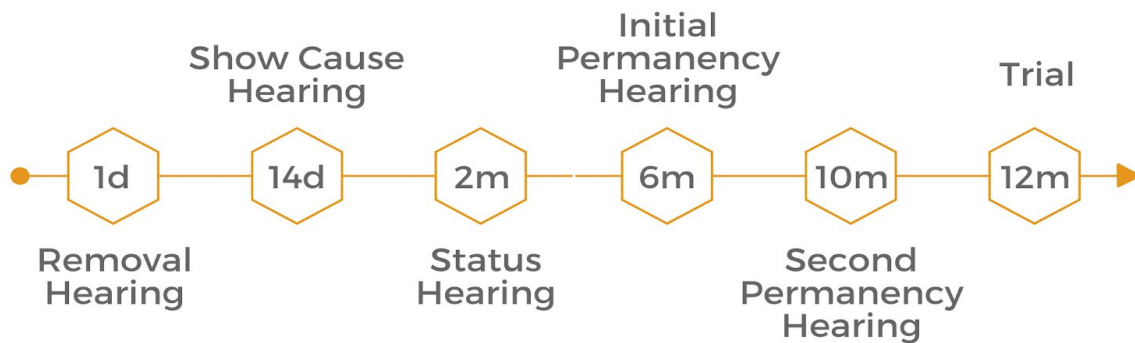 Initial
Permanency
Hearing
Show Cause
Hearing
Trial
1d
14d
2m
6m
10m
12m
Removal
Hearing
Status
Hearing
Second
Permanency
Hearing